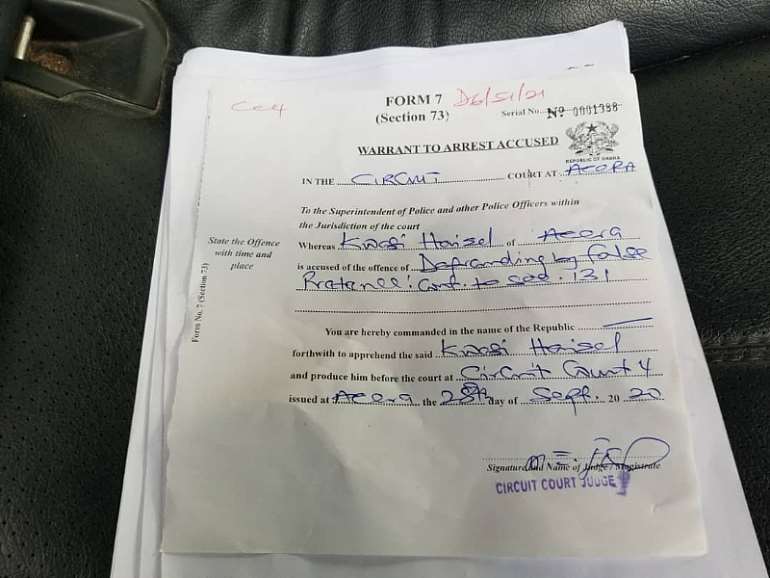 CC4
FORM 7 D6/51/21
(Section 73) Serial No. Nº 0001388
WARRANT TO ARREST ACCUSED
REPUBLIC OF GHANA
IN THE CIRCUIT COURT AT ACCRA
To the Superintendent of Police and other Police Officers within
the Jurisdiction of the court
State the Offence
with time and
place
Whereas Kwasi Haizel of Accra
is accused of the offence of Defrauding by false
Pretence: Cont. to sec. 131
Form No. 7 (Section 73)
You are hereby commanded in the name of the Republic
forthwith to apprehend the said Kwasi Haizel
and produce him before the court at Circuit Court 4
issued at Accra the 28th day of Sept. 20 20
Signature and Name of Judge / Magistrate
CIRCUIT COURT JUDGE